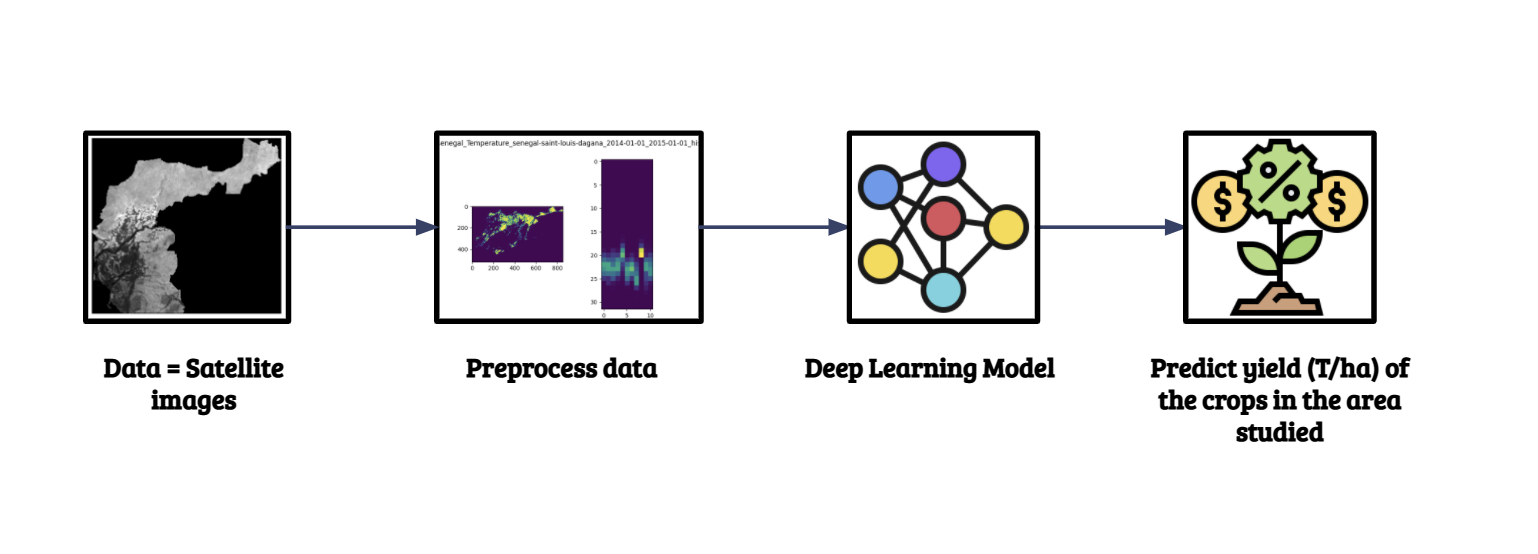 enegal_Temperature_senegal-saint-louis-dagana_2014-01-01_2015-01-01_hi
0
5
10
15
20
25
30
0 5 10
0
200
400
0 200 400 600 800
$ % $
Data = Satellite
images
Preprocess data
Deep Learning Model
Predict yield (T/ha) of
the crops in the area
studied